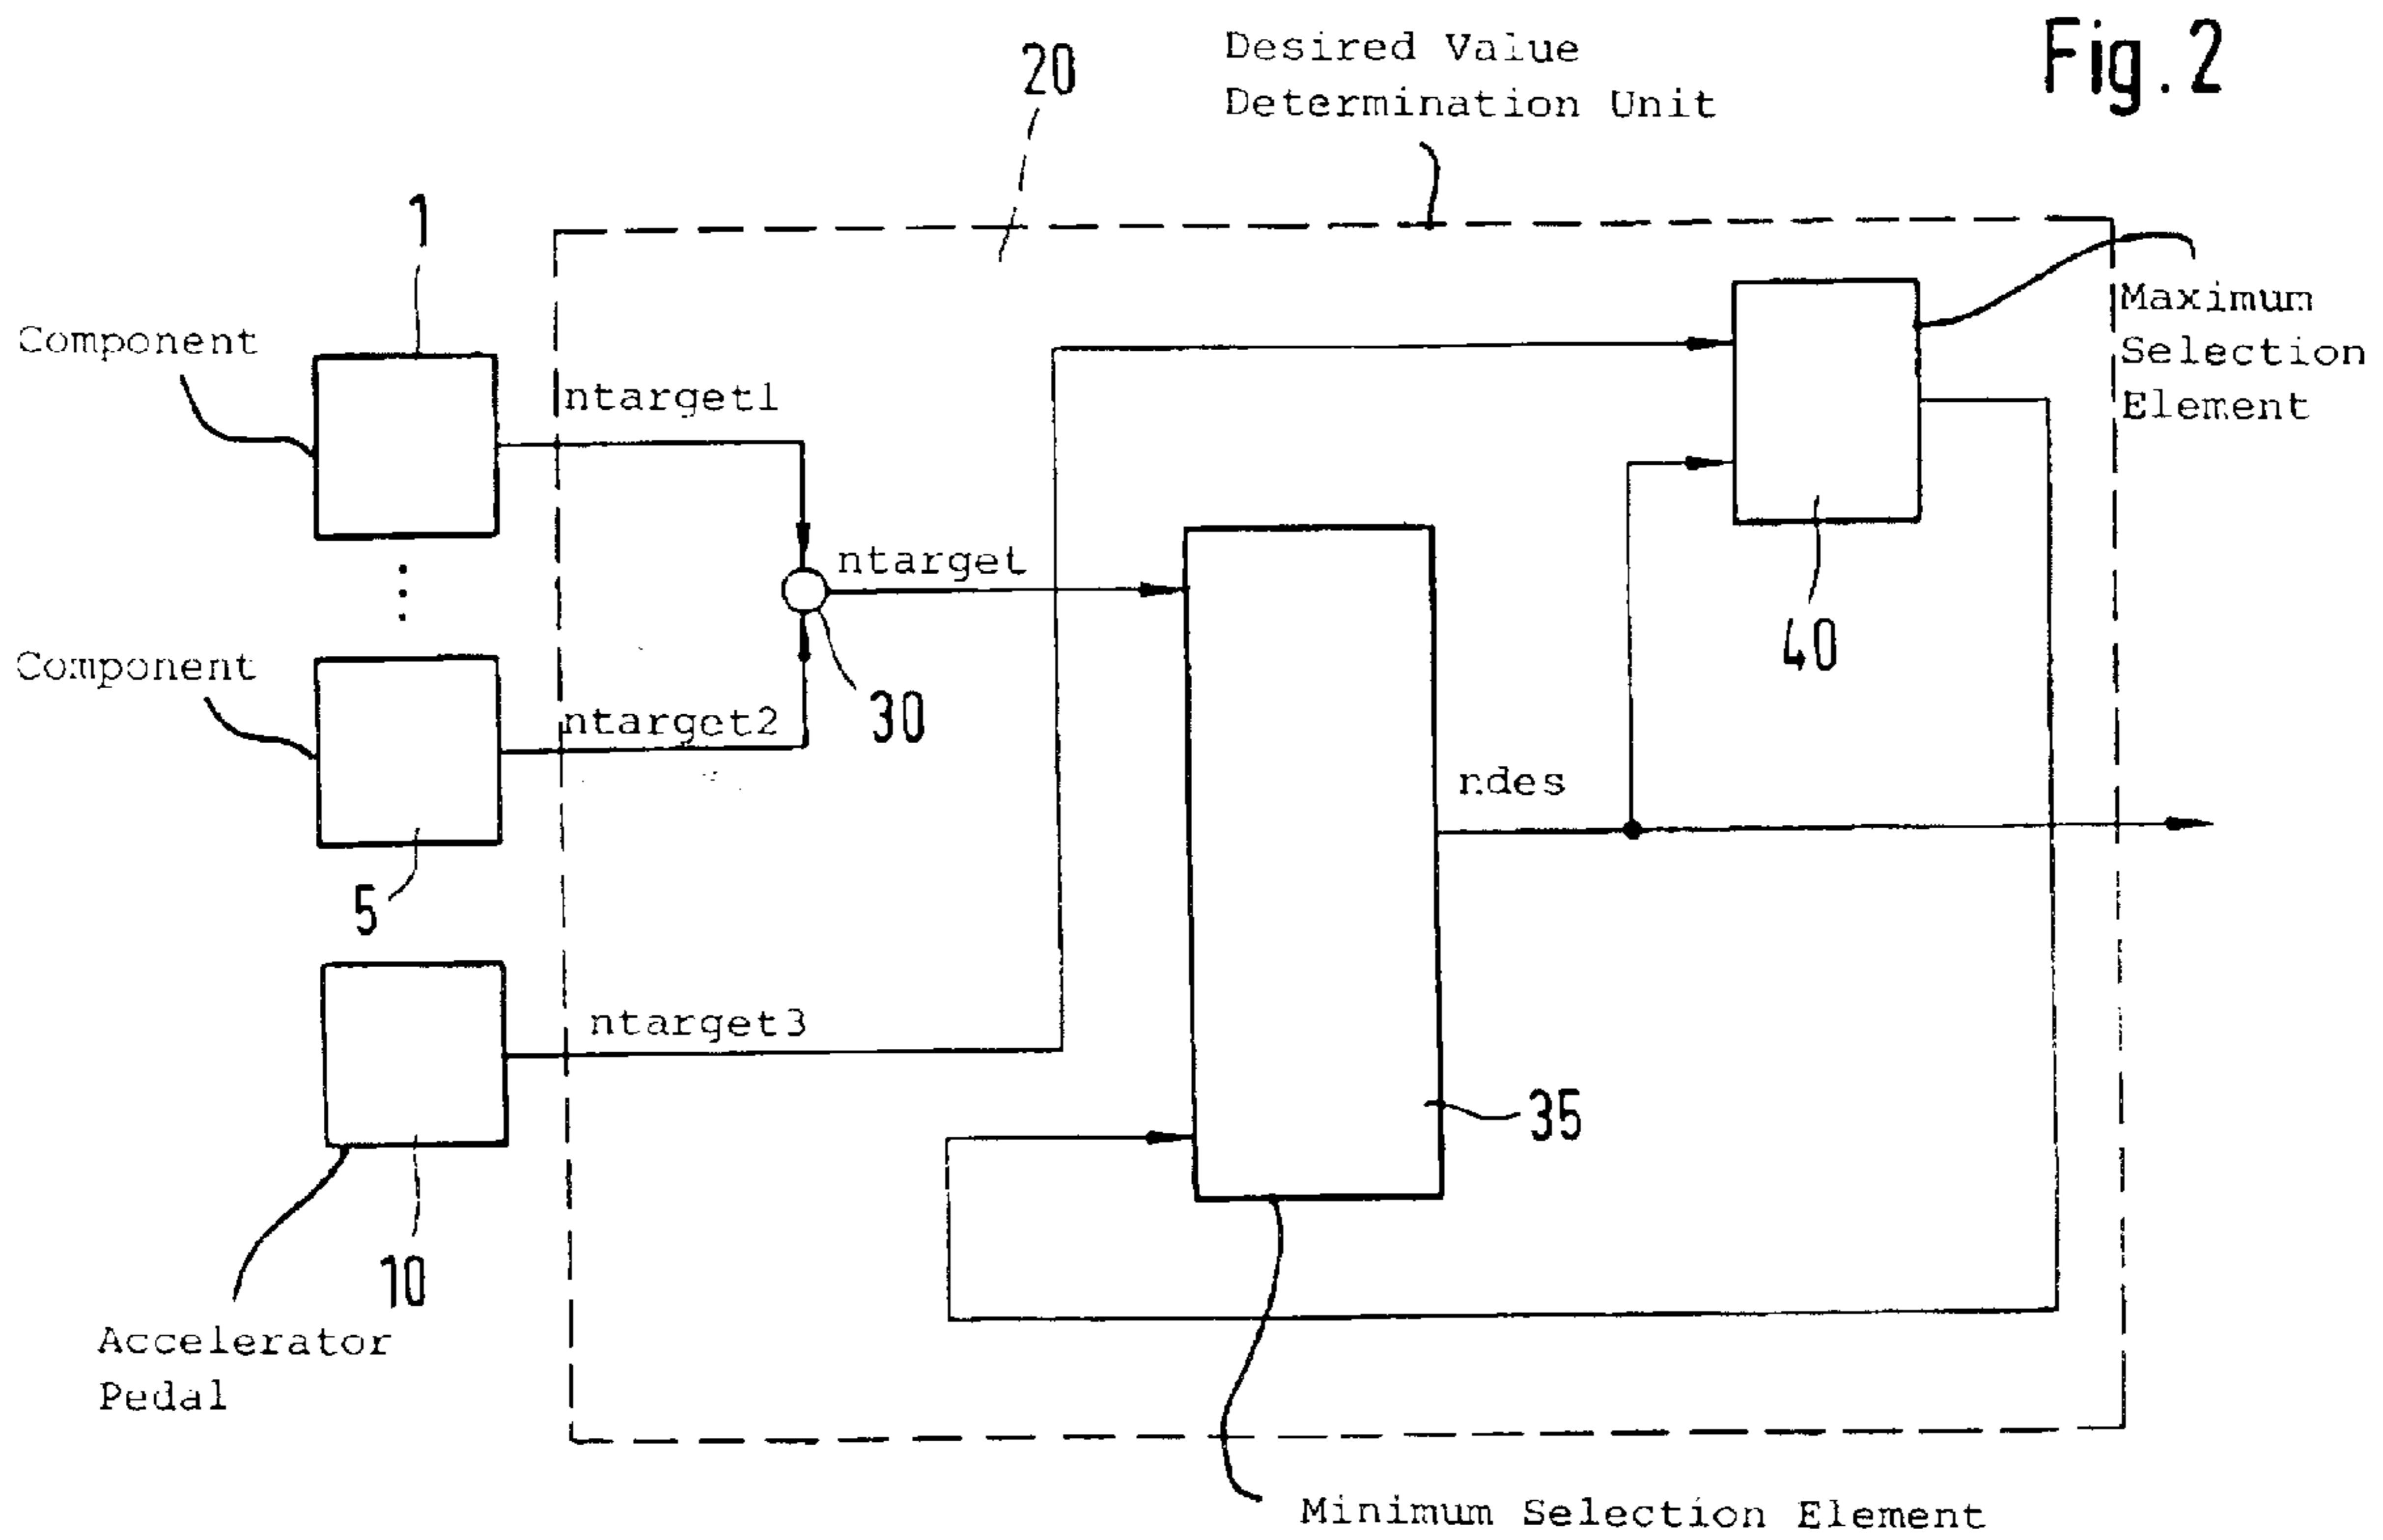 Fig.2
20
Desired Value
Determination Unit
1
Component
ntarget1
Maximum
Selection
Element
ntarget
40
Component
ntarget2
30
ndes
5
ntarget3
35
10
Accelerator
Pedal
Minimum Selection Element